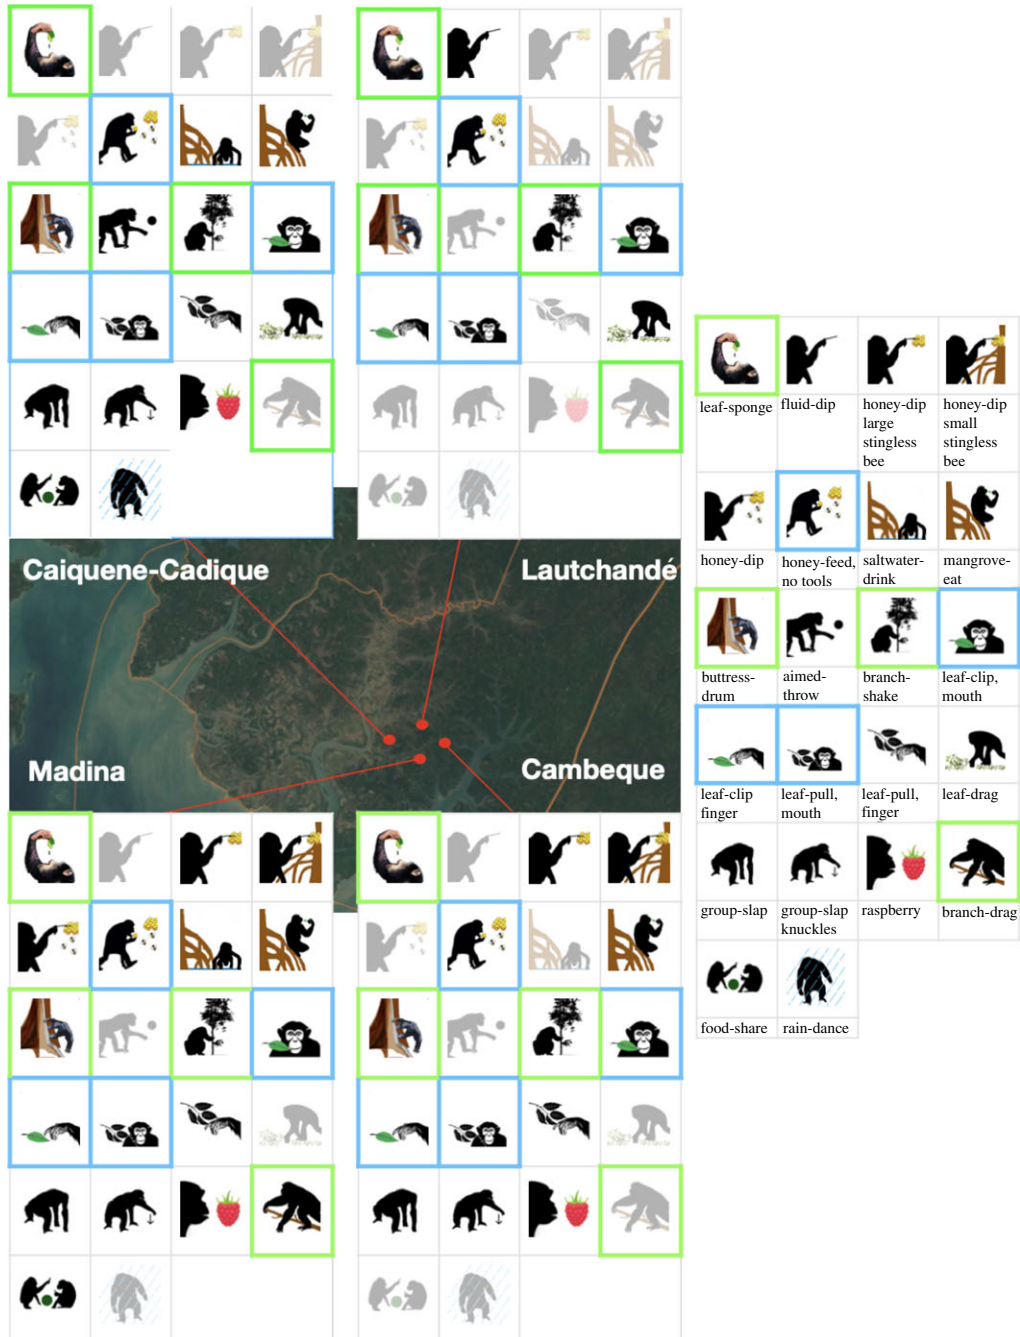 Caiquene-Cadique
Lautchandé
Madina
Cambeque
leaf-sponge
fluid-dip
honey-dip
large
stingless
bee
honey-dip
small
stingless
bee
honey-dip
honey-feed,
no tools
saltwater-
drink
mangrove-
eat
buttress-
drum
aimed-
throw
branch-
shake
leaf-clip,
mouth
leaf-clip
finger
leaf-pull,
mouth
leaf-pull,
finger
leaf-drag
group-slap
group-slap
knuckles
raspberry
branch-drag
food-share
rain-dance